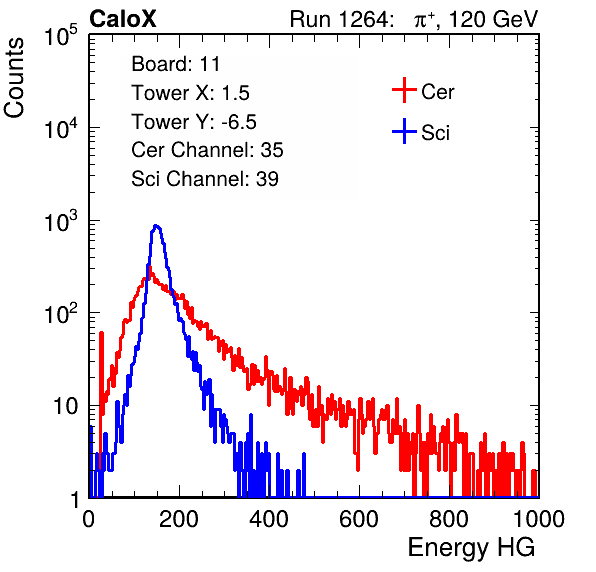 CaloX Run 1264: π⁺, 120 GeV
Counts
10⁵
10⁴
10³
10²
10
1
Board: 11
Tower X: 1.5
Tower Y: -6.5
Cer Channel: 35
Sci Channel: 39
Cer
Sci
0 200 400 600 800 1000
Energy HG